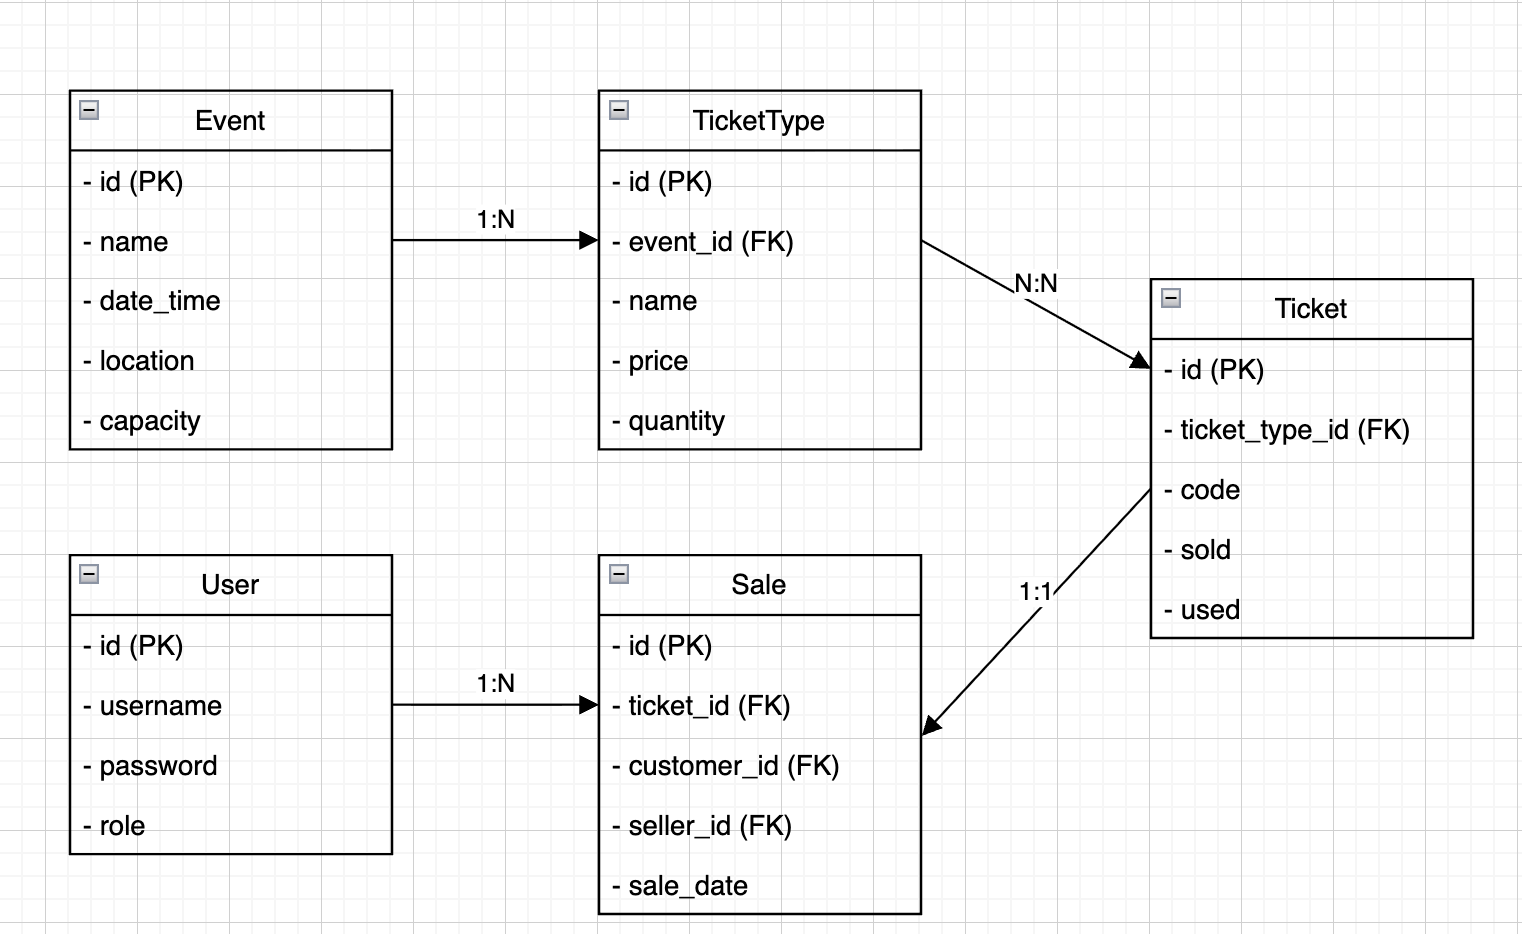 Event
- id (PK)
- name
- date_time
- location
- capacity
1:N
TicketType
- id (PK)
- event_id (FK)
- name
- price
- quantity
N:N
Ticket
- id (PK)
- ticket_type_id (FK)
- code
- sold
- used
1:1
User
- id (PK)
- username
- password
- role
1:N
Sale
- id (PK)
- ticket_id (FK)
- customer_id (FK)
- seller_id (FK)
- sale_date